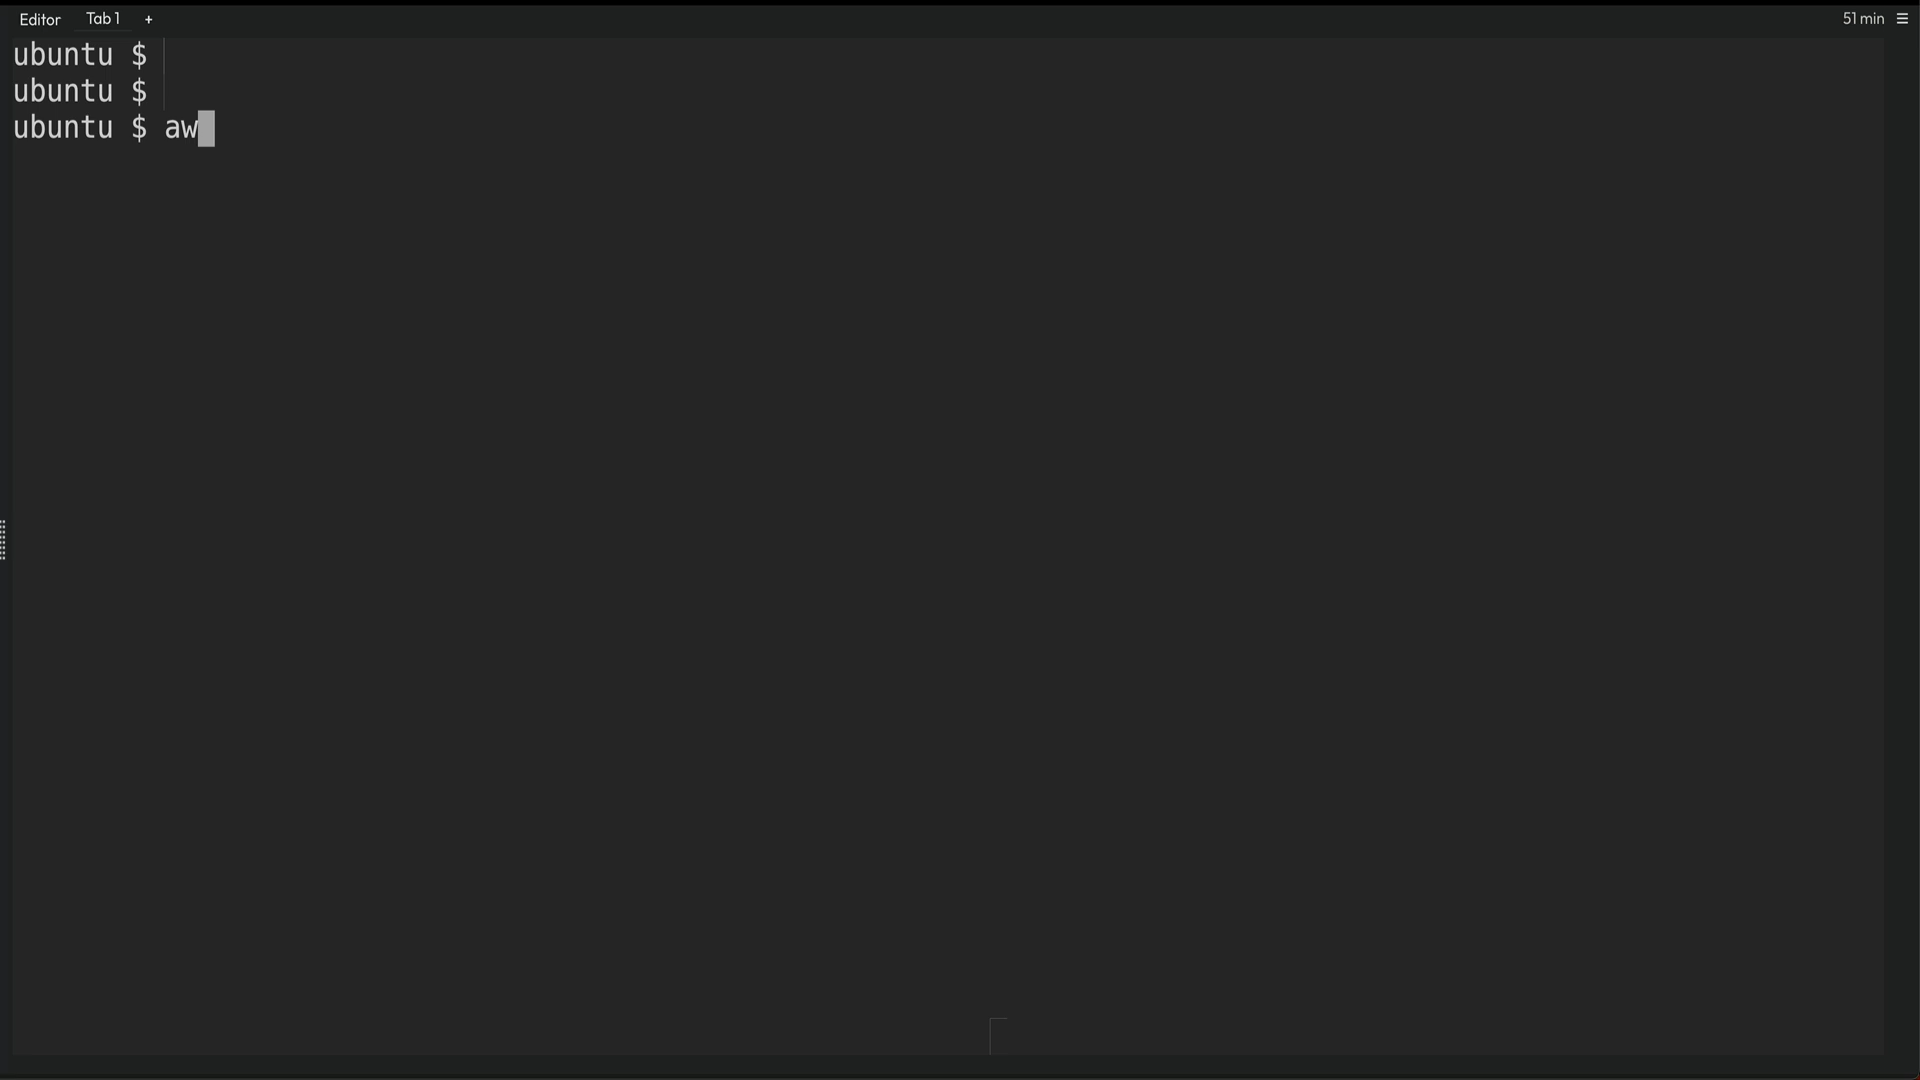 Editor Tab 1 + 51 min ☰
ubuntu $
ubuntu $
ubuntu $ aw